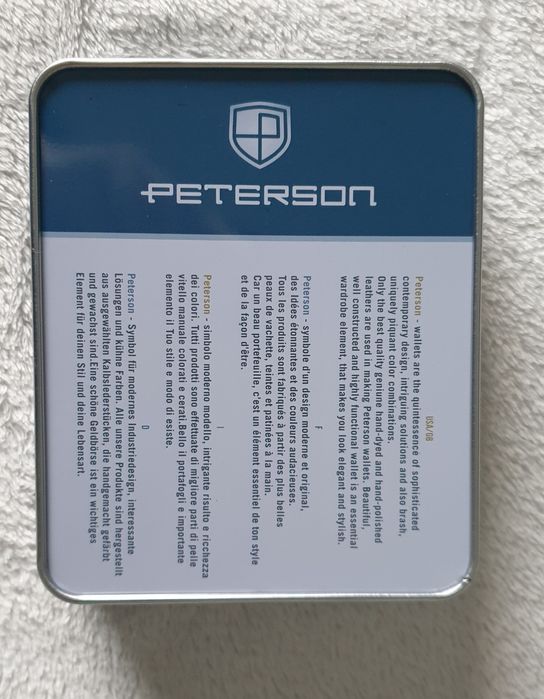 PETERSON
USA/GB
Peterson - wallets are the quintessence of sophisticated
contemporary design, intriguing solutions and also brash,
uniquely piquant color combinations.
Only the best quality genuine hand-dyed and hand-polished
leathers are used in making Peterson wallets. Beautiful,
well constructed and highly functional wallet is an essential
wardrobe element, that makes you look elegant and stylish.
F
Peterson - symbole d'un design moderne et original,
des idées étonnantes et des couleurs audacieuses.
Tous les produits sont fabriqués à partir des plus belles
peaux de vachette, teintes et patinées à la main.
Car un beau portefeuille, c'est un élément essentiel de ton style
et de la façon d'être.
I
Peterson - simbolo moderno modello, intrigante risulto e ricchezza
dei colori. Tutti prodotti sono effettuate di migliore parti di pelle
vitello manuale colorati e cerati.Bello il portafogli e importante
elemento il Tuo stile e modo di esiste.
D
Peterson - Symbol für modernes Industriedesign, interessante
Lösungen und kühne Farben. Alle unsere Produkte sind hergestellt
aus ausgewählten Kalbslederstücken, die handgemacht gefärbt
und gewachst sind.Eine schöne Geldbörse ist ein wichtiges
Element für deinen Stil und deine Lebensart.